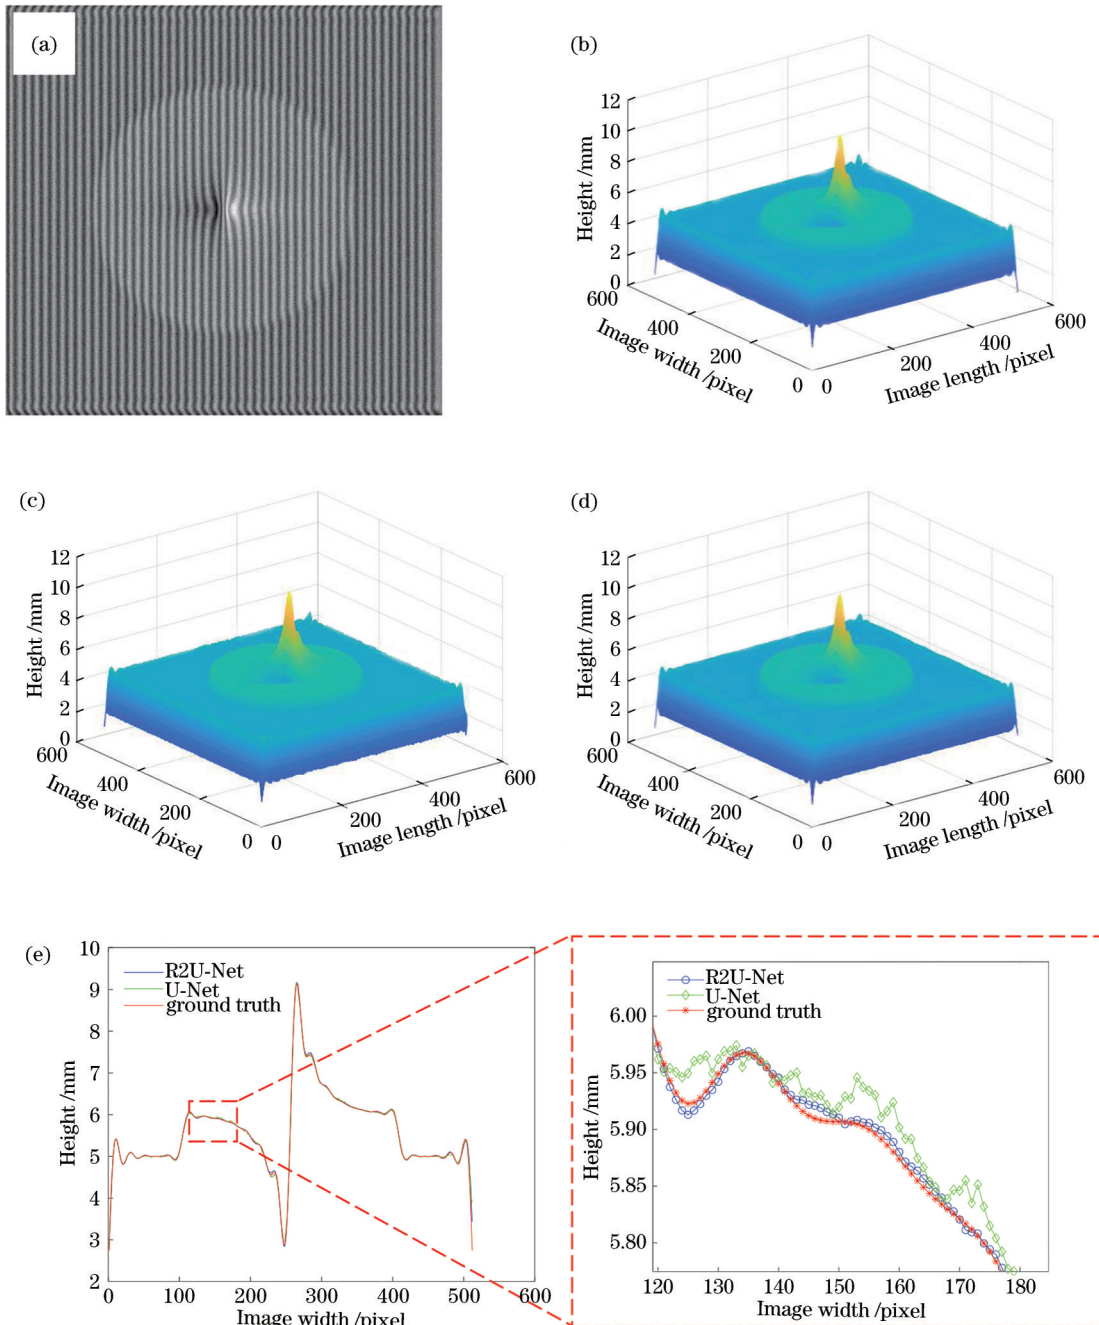 (a)
(b)
12
10
8
6
4
2
0
Height /mm
600
400
200
0
Image width /pixel
0
200
400
600
Image length /pixel
(c)
12
10
8
6
4
2
0
Height /mm
600
400
200
0
Image width /pixel
0
200
400
600
Image length /pixel
(d)
12
10
8
6
4
2
0
Height /mm
600
400
200
0
Image width /pixel
0
200
400
600
Image length /pixel
(e)
10
9
8
7
6
5
4
3
2
Height /mm
R2U-Net
U-Net
ground truth
0 100 200 300 400 500 600
Image width /pixel
R2U-Net
U-Net
ground truth
6.00
5.95
5.90
5.85
5.80
Height /mm
120 130 140 150 160 170 180
Image width /pixel